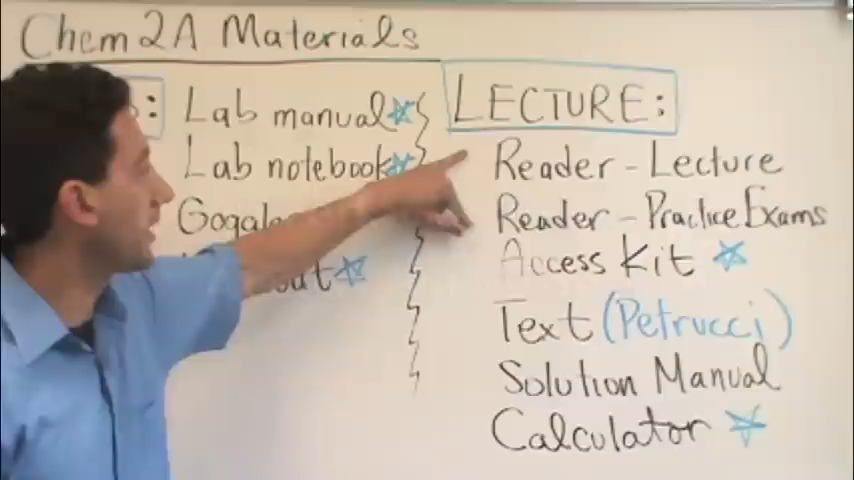 Chem 2A Materials
Lab manual
Lab notebook
LECTURE:
Reader - Lecture
Reader - Practice Exams
Access Kit
Text (Petrucci)
Solution Manual
Calculator